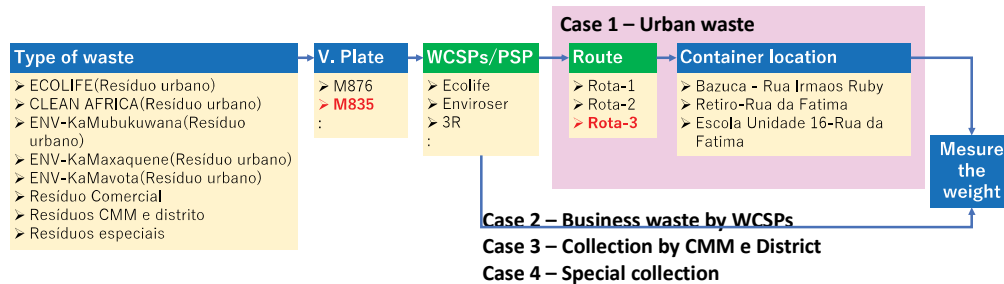 Case 1 – Urban waste
Type of waste
V. Plate
WCSPs/PSP
Route
Container location
➢ ECOLIFE(Resíduo urbano)
➢ CLEAN AFRICA(Resíduo urbano)
➢ ENV-KaMubukuwana(Resíduo
urbano)
➢ ENV-KaMaxaquene(Resíduo urbano)
➢ ENV-KaMavota(Resíduo urbano)
➢ Resíduo Comercial
➢ Resíduos CMM e distrito
➢ Resíduos especiais
➢ M876
➢ M835
:
➢ Ecolife
➢ Enviroser
➢ 3R
:
➢ Rota-1
➢ Rota-2
➢ Rota-3
➢ Bazuca - Rua Irmaos Ruby
➢ Retiro-Rua da Fatima
➢ Escola Unidade 16-Rua da
Fatima
Mesure
the
weight
Case 2 – Business waste by WCSPs
Case 3 – Collection by CMM e District
Case 4 – Special collection